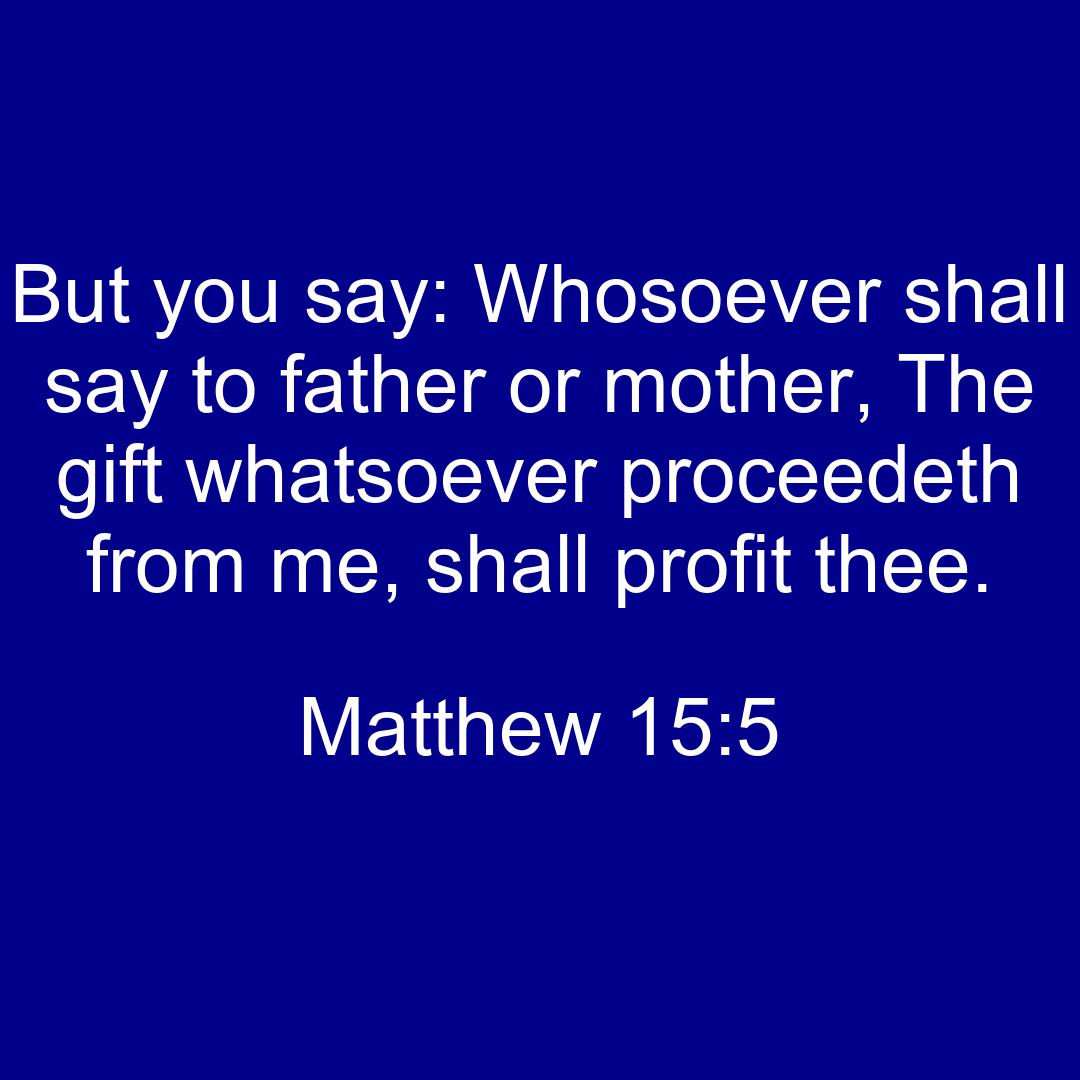 But you say: Whosoever shall
say to father or mother, The
gift whatsoever proceedeth
from me, shall profit thee.
Matthew 15:5